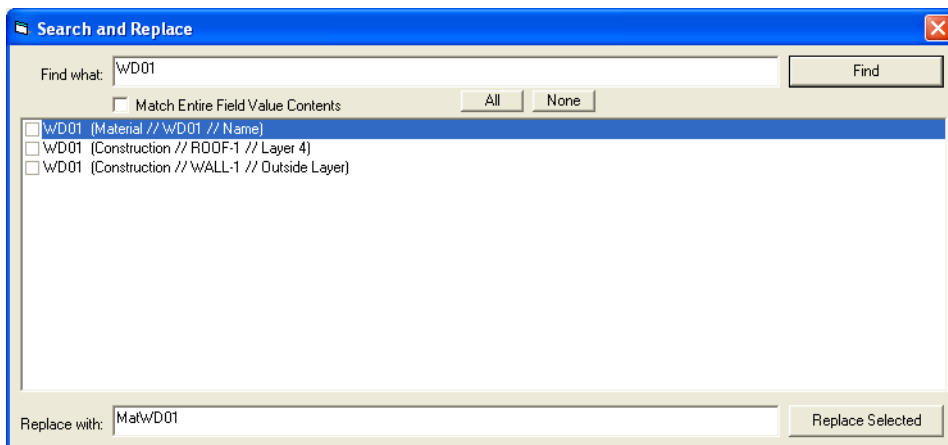 Search and Replace
Find what: WD01 Find
Match Entire Field Value Contents All None
WD01 (Material // WD01 // Name)
WD01 (Construction // ROOF-1 // Layer 4)
WD01 (Construction // WALL-1 // Outside Layer)
Replace with: MatWD01 Replace Selected